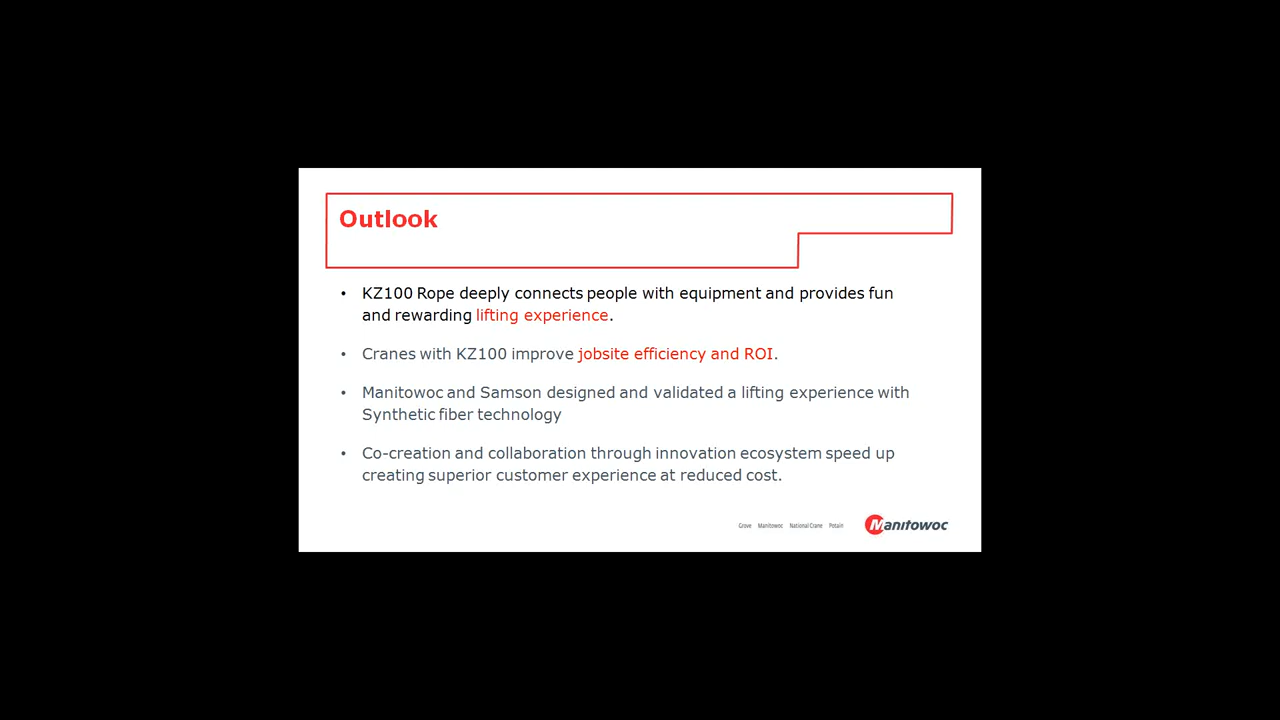 Outlook
• KZ100 Rope deeply connects people with equipment and provides fun
and rewarding lifting experience.
• Cranes with KZ100 improve jobsite efficiency and ROI.
• Manitowoc and Samson designed and validated a lifting experience with
Synthetic fiber technology
• Co-creation and collaboration through innovation ecosystem speed up
creating superior customer experience at reduced cost.
Grove Manitowoc National Crane Potain Manitowoc